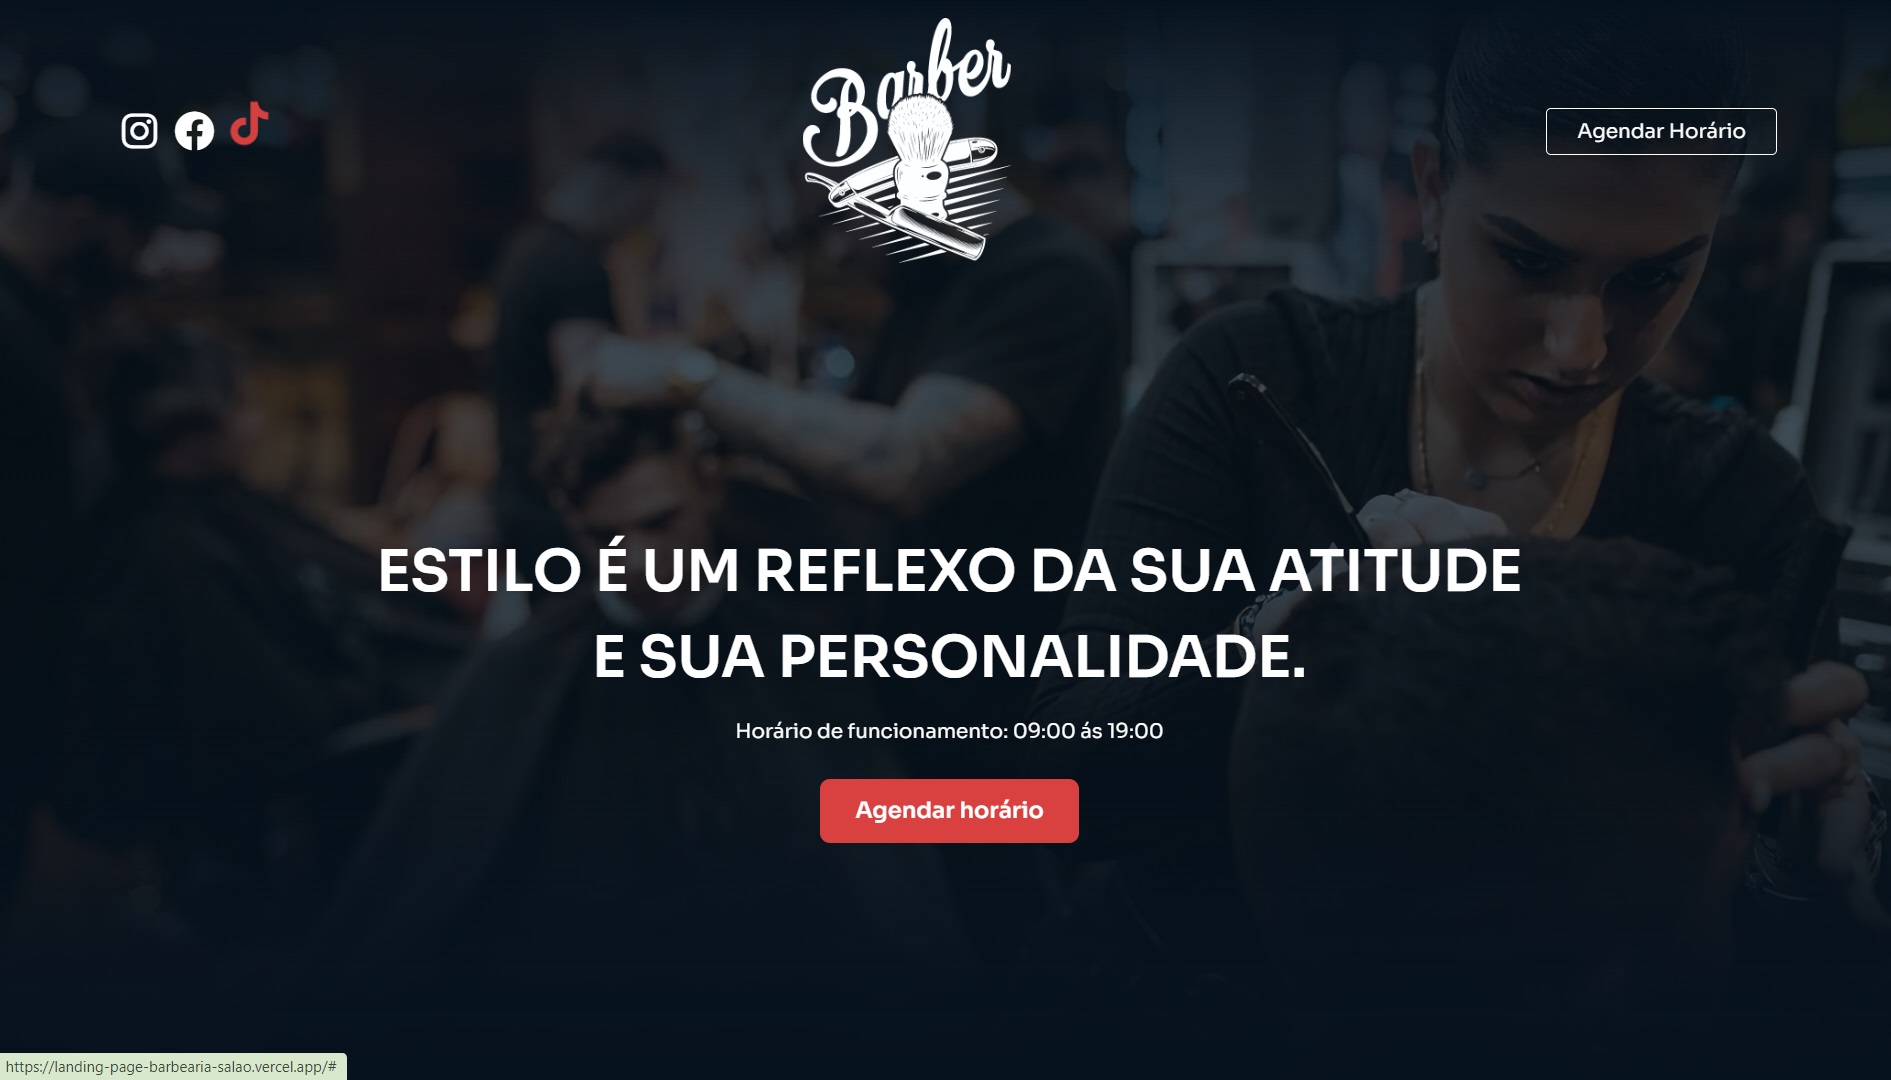 Barber
Agendar Horário
ESTILO É UM REFLEXO DA SUA ATITUDE
E SUA PERSONALIDADE.
Horário de funcionamento: 09:00 ás 19:00
Agendar horário
https://landing-page-barbearia-salao.vercel.app/#